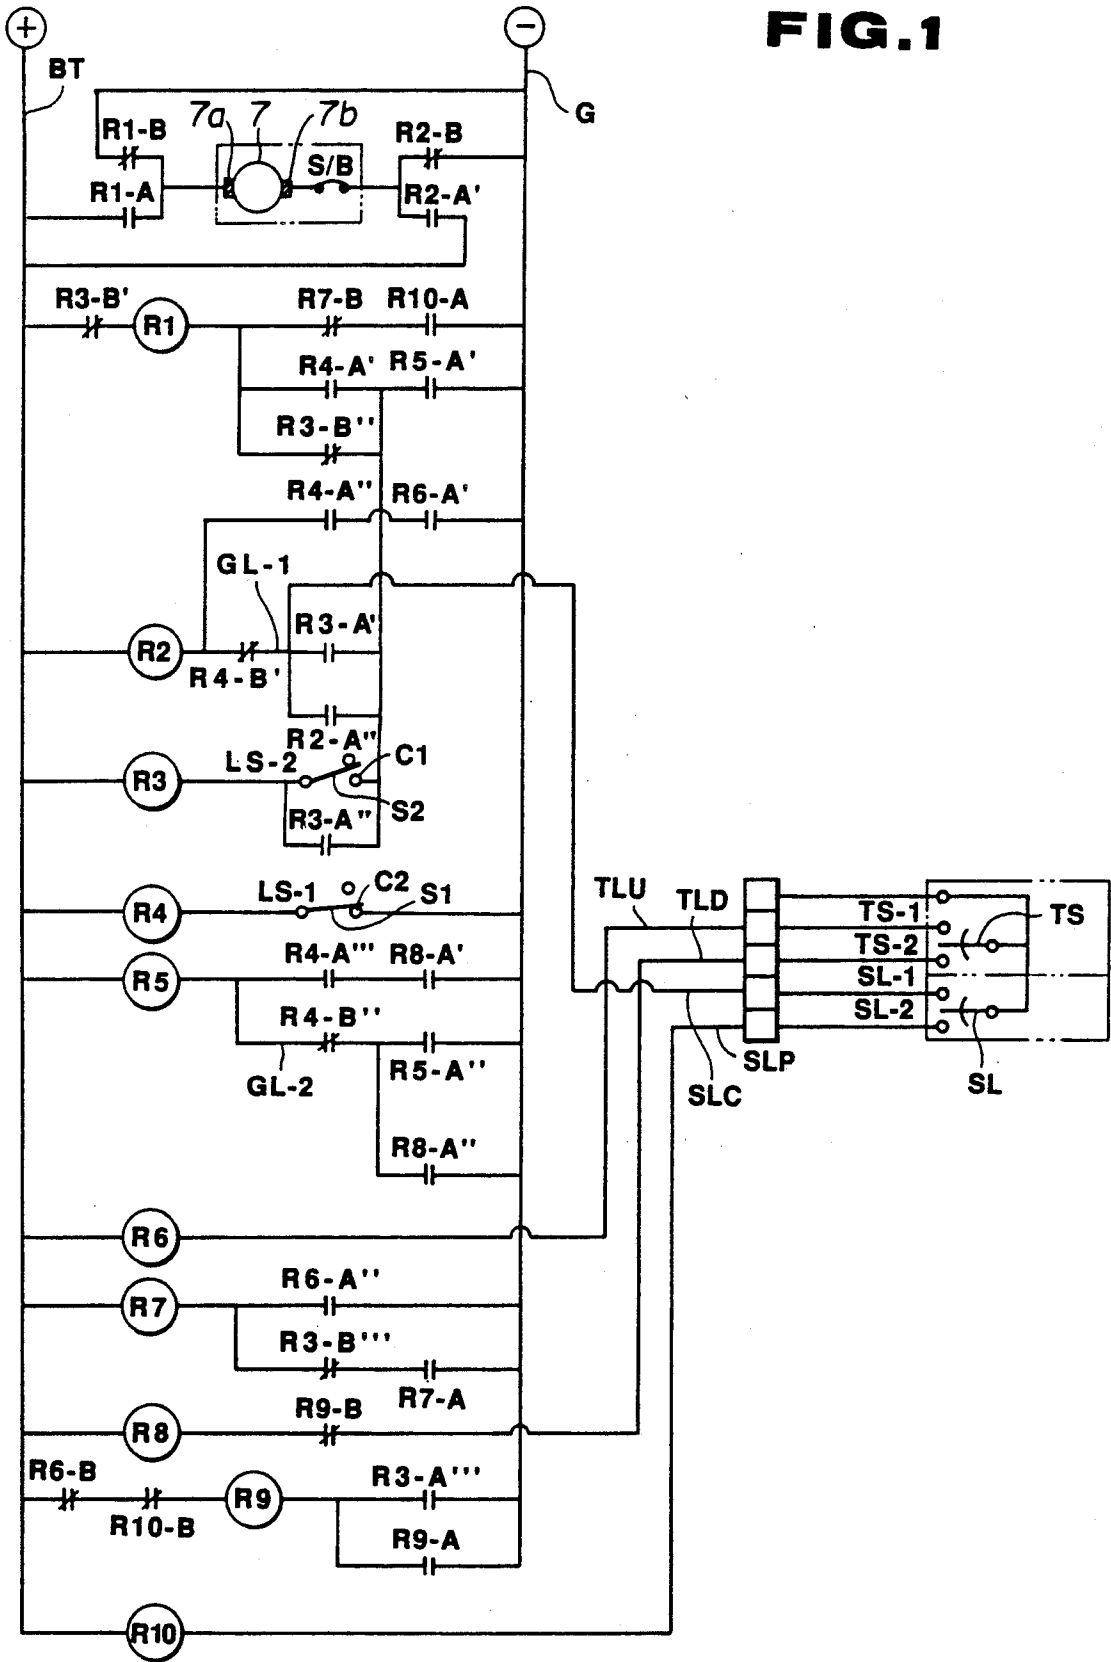 +
−
FIG.1
BT
G
7a 7 7b
R1-B
R2-B
S/B
R1-A
R2-A'
R3-B'
R7-B
R10-A
R1
R4-A'
R5-A'
R3-B''
R4-A''
R6-A'
GL-1
R3-A'
R2
R4-B'
R2-A''
LS-2
C1
R3
S2
R3-A''
LS-1
C2
S1
R4
TLU
TLD
TS-1
TS
TS-2
R4-A'''
R8-A'
R5
SL-1
SL-2
R4-B''
GL-2
R5-A''
SLP
SLC
SL
R8-A''
R6
R6-A''
R7
R3-B'''
R7-A
R9-B
R8
R6-B
R3-A'''
R9
R10-B
R9-A
R10